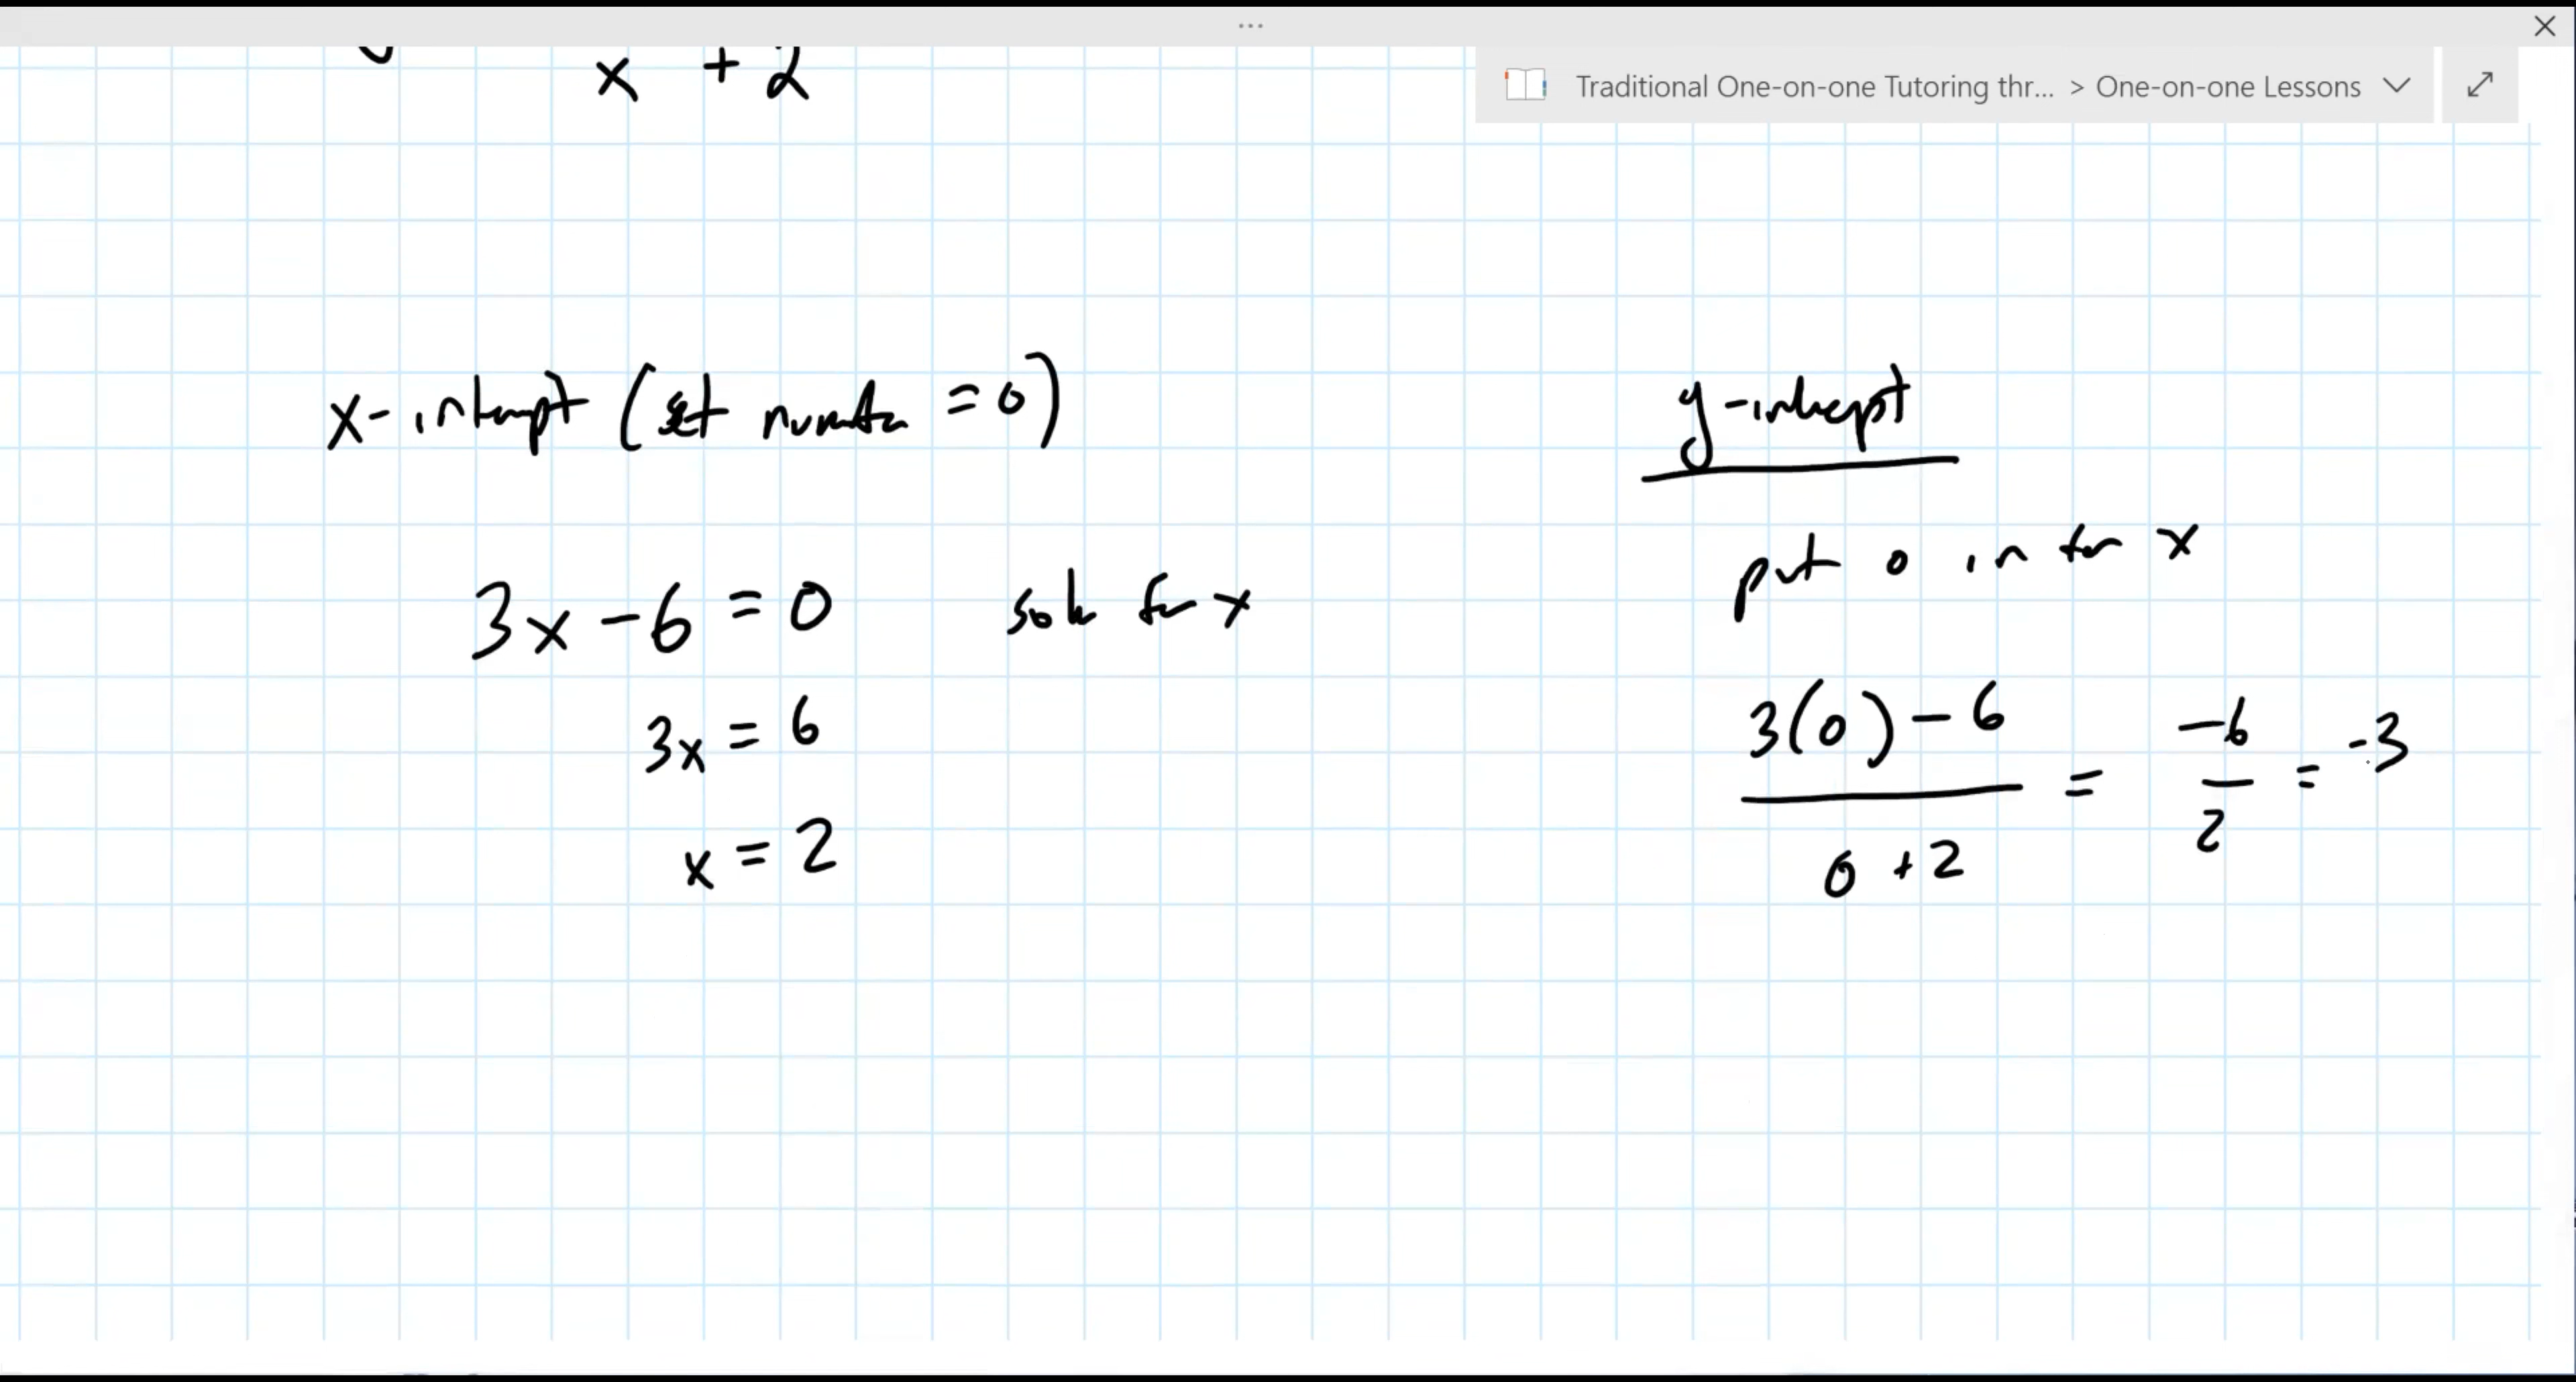 ...
x + 2
Traditional One-on-one Tutoring thr... > One-on-one Lessons
x-intercept (set numerator = 0)
3x - 6 = 0 solve for x
3x = 6
x = 2
y-intercept
put 0 in for x
3(0) - 6
0 + 2
= -6
2
= -3